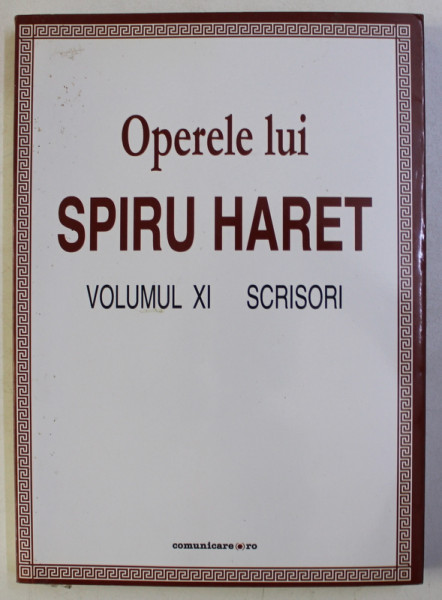 Operele lui
SPIRU HARET
VOLUMUL XI SCRISORI
comunicare.ro